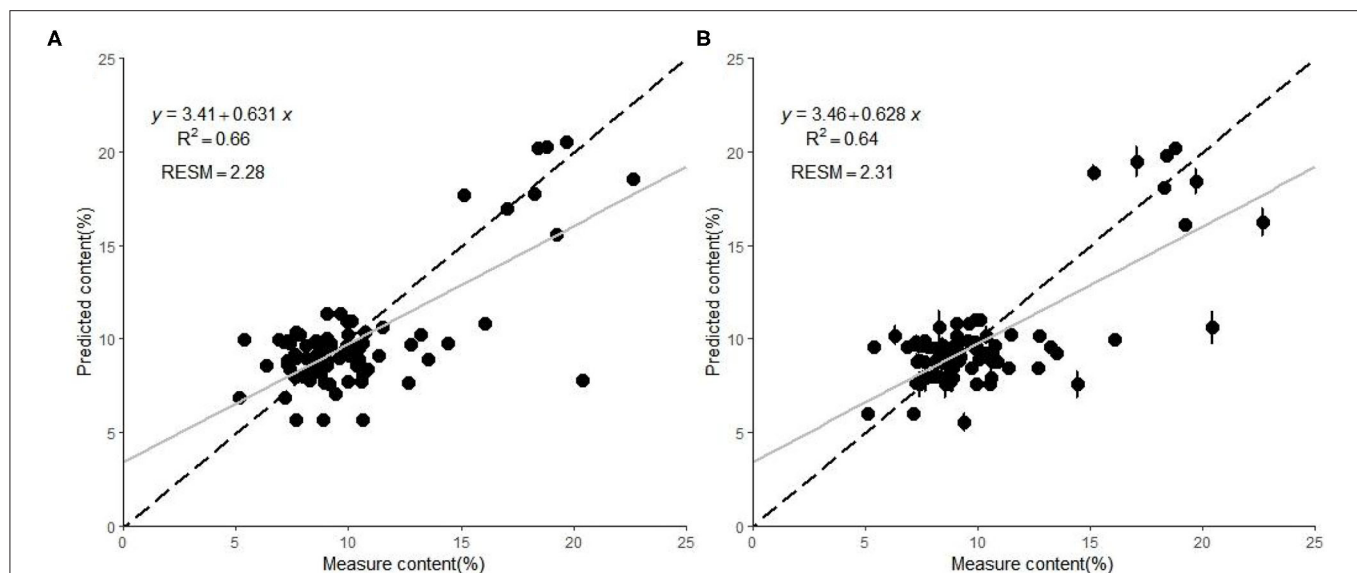 A
25
20
15
10
5
0
y = 3.41+0.631 x
R²=0.66
RESM=2.28
Predicted content(%)
0 5 10 15 20 25
Measure content(%)
B
25
20
15
10
5
0
y = 3.46+0.628 x
R²=0.64
RESM=2.31
Predicted content(%)
0 5 10 15 20 25
Measure content(%)